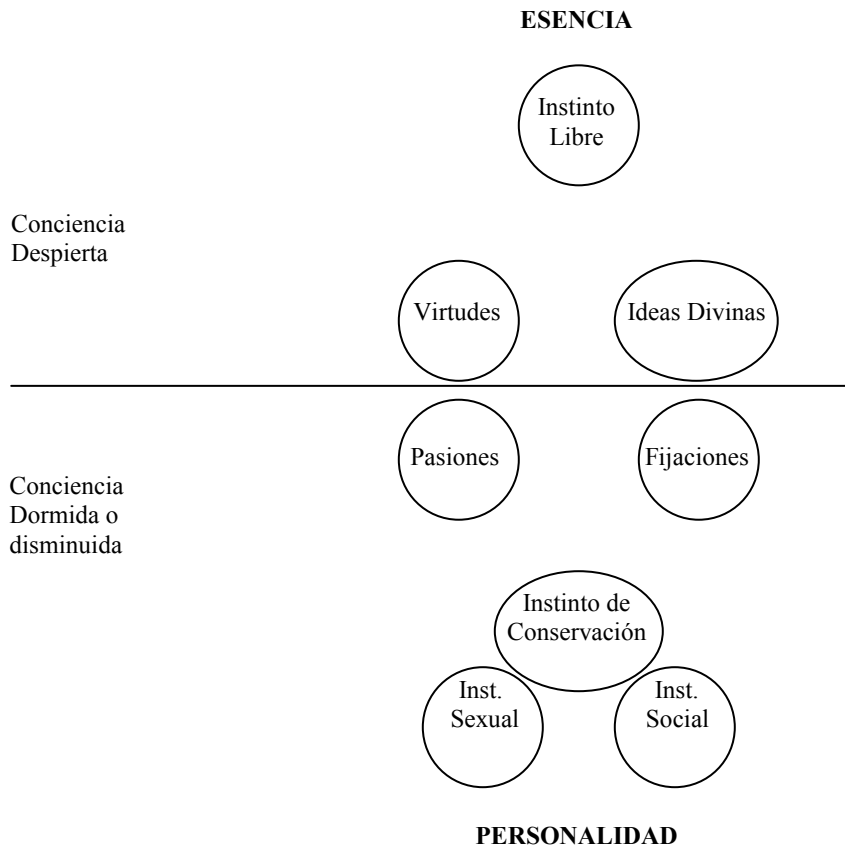 ESENCIA
Instinto
Libre
Conciencia
Despierta
Virtudes
Ideas Divinas
Pasiones
Fijaciones
Conciencia
Dormida o
disminuida
Instinto de
Conservación
Inst.
Sexual
Inst.
Social
PERSONALIDAD